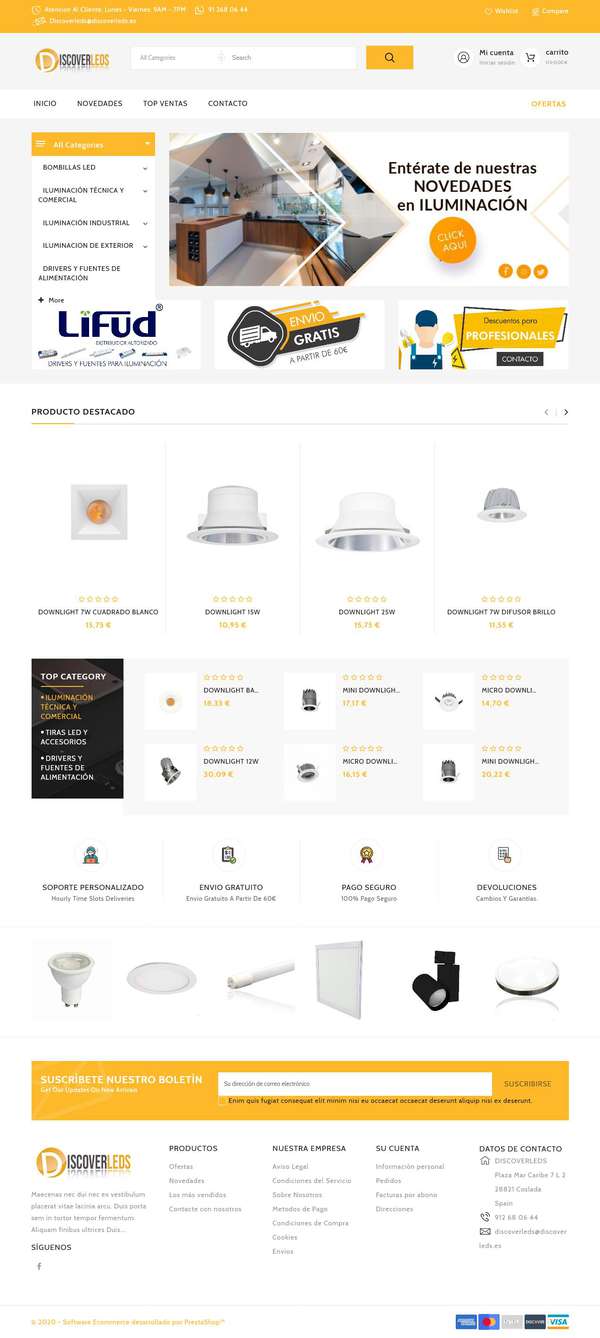 Atencion Al Cliente: Lunes - Viernes: 9AM - 7PM
91 268 06 44
Wishlist
Compare
Discoverleds@discoverleds.es
DISCOVERLEDS
All Categories
Search
Mi cuenta
Iniciar sesión
carrito
INICIO
NOVEDADES
TOP VENTAS
CONTACTO
OFERTAS
All Categories
BOMBILLAS LED
ILUMINACIÓN TÉCNICA Y
COMERCIAL
ILUMINACIÓN INDUSTRIAL
ILUMINACION DE EXTERIOR
DRIVERS Y FUENTES DE
ALIMENTACIÓN
More
Entérate de nuestras
NOVEDADES
en ILUMINACIÓN
CLICK
AQUI
Lifud®
DISTRIBUTOR AUTORIZADO
DRIVERS Y FUENTES PARA ILUMINACIÓN
ENVIO
GRATIS
A PARTIR DE 60€
Descuentos para
PROFESIONALES
CONTACTO
PRODUCTO DESTACADO
DOWNLIGHT 7W CUADRADO BLANCO
15,75 €
DOWNLIGHT 15W
10,95 €
DOWNLIGHT 25W
15,75 €
DOWNLIGHT 7W DIFUSOR BRILLO
11,55 €
TOP CATEGORY
ILUMINACIÓN
TÉCNICA Y
COMERCIAL
TIRAS LED Y
ACCESORIOS
DRIVERS Y
FUENTES DE
ALIMENTACIÓN
DOWNLIGHT BA...
18,33 €
MINI DOWNLIGH...
17,17 €
MICRO DOWNLI...
14,70 €
DOWNLIGHT 12W
30,09 €
MICRO DOWNLI...
16,15 €
MINI DOWNLIGH...
20,22 €
SOPORTE PERSONALIZADO
Hourly Time Slots Deliveries
ENVIO GRATUITO
Envio Gratuito A Partir De 60€
PAGO SEGURO
100% Pago Seguro
DEVOLUCIONES
Cambios Y Garantías.
SUSCRÍBETE NUESTRO BOLETÍN
Get Our Updates On New Arrivals
Su dirección de correo electrónico
SUSCRIBIRSE
Enim quis fugiat consequat elit minim nisi eu occaecat occaecat deserunt aliquip nisi ex deserunt.
DISCOVERLEDS
Maecenas nec dui nec ex vestibulum
placerat vitae lacinia arcu. Duis porta
sem in tortor tempor fermentum.
Aliquam finibus ultrices Duis...
SÍGUENOS
PRODUCTOS
Ofertas
Novedades
Los más vendidos
Contacte con nosotros
NUESTRA EMPRESA
Aviso Legal
Condiciones del Servicio
Sobre Nosotros
Metodos de Pago
Condiciones de Compra
Cookies
Envios
SU CUENTA
Información personal
Pedidos
Facturas por abono
Direcciones
DATOS DE CONTACTO
DISCOVERLEDS
Plaza Mar Caribe 7 L 2
28821 Coslada
Spain
912 68 06 44
discoverleds@discover
leds.es
© 2020 - Software Ecommerce desarrollado por PrestaShop™
DISCOVER
VISA